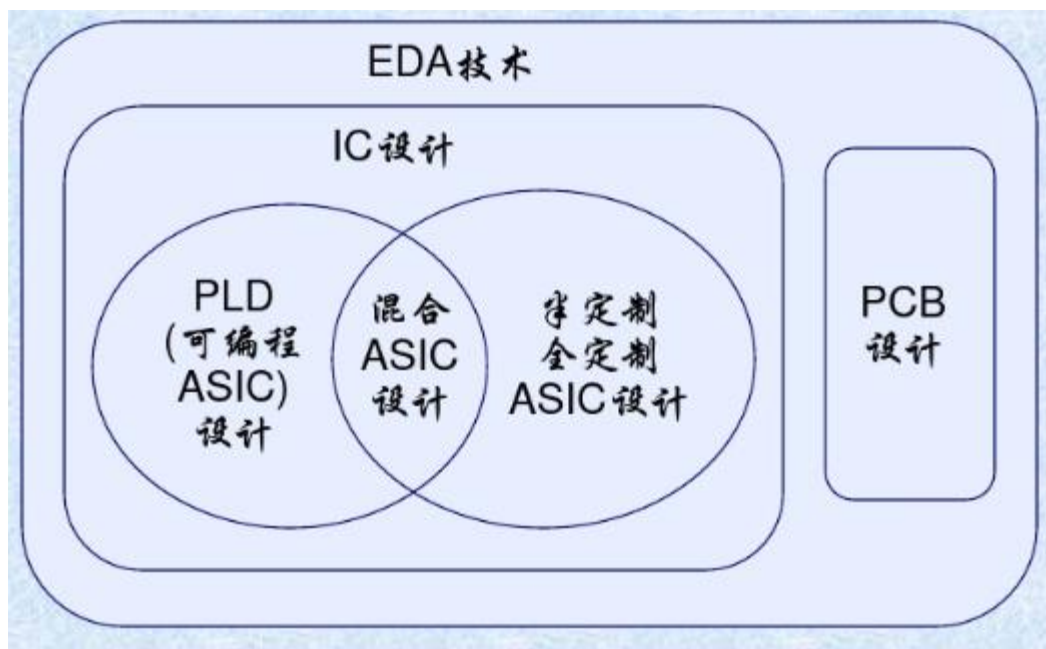 EDA技术
IC设计
PLD
(可编程
ASIC)
设计
混合
ASIC
设计
半定制
全定制
ASIC设计
PCB
设计